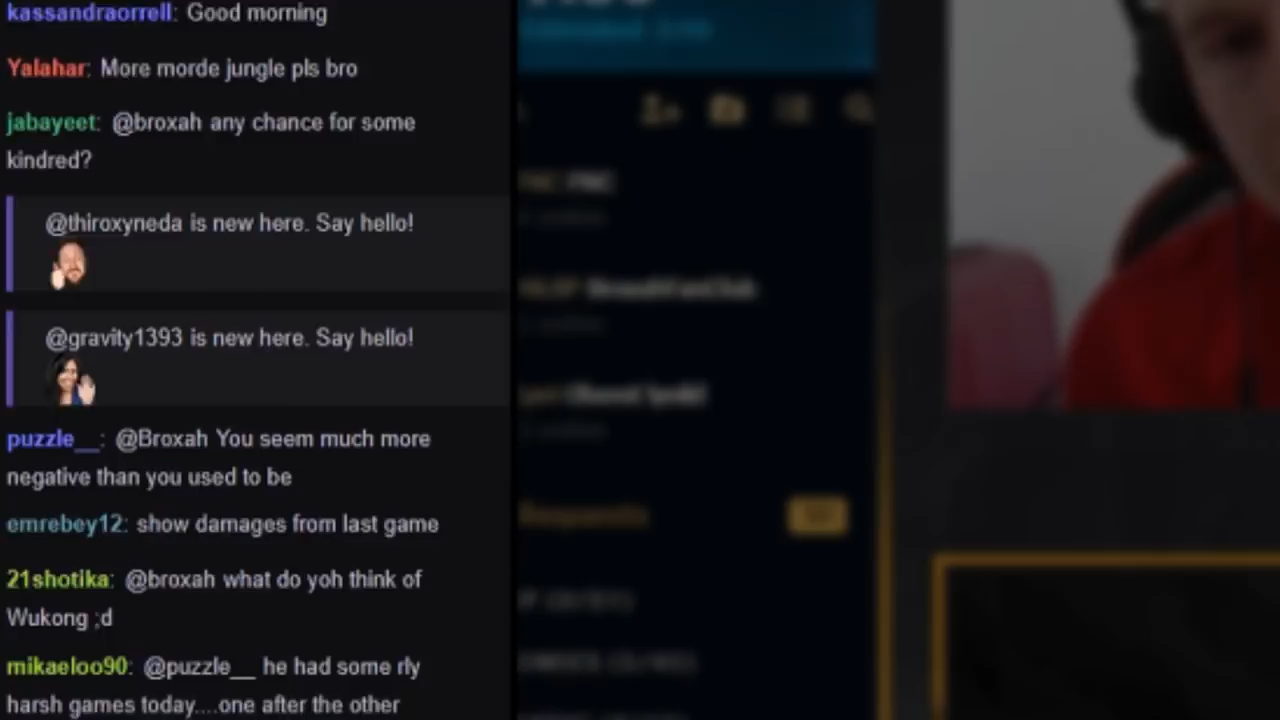 kassandraorrell: Good morning
Yalahar: More morde jungle pls bro
jabayeet: @broxah any chance for some
kindred?
@thiroxyneda is new here. Say hello!
@gravity1393 is new here. Say hello!
puzzle__: @Broxah You seem much more
negative than you used to be
emrebey12: show damages from last game
21shotika: @broxah what do yoh think of
Wukong ;d
mikaeloo90: @puzzle__ he had some rly
harsh games today....one after the other